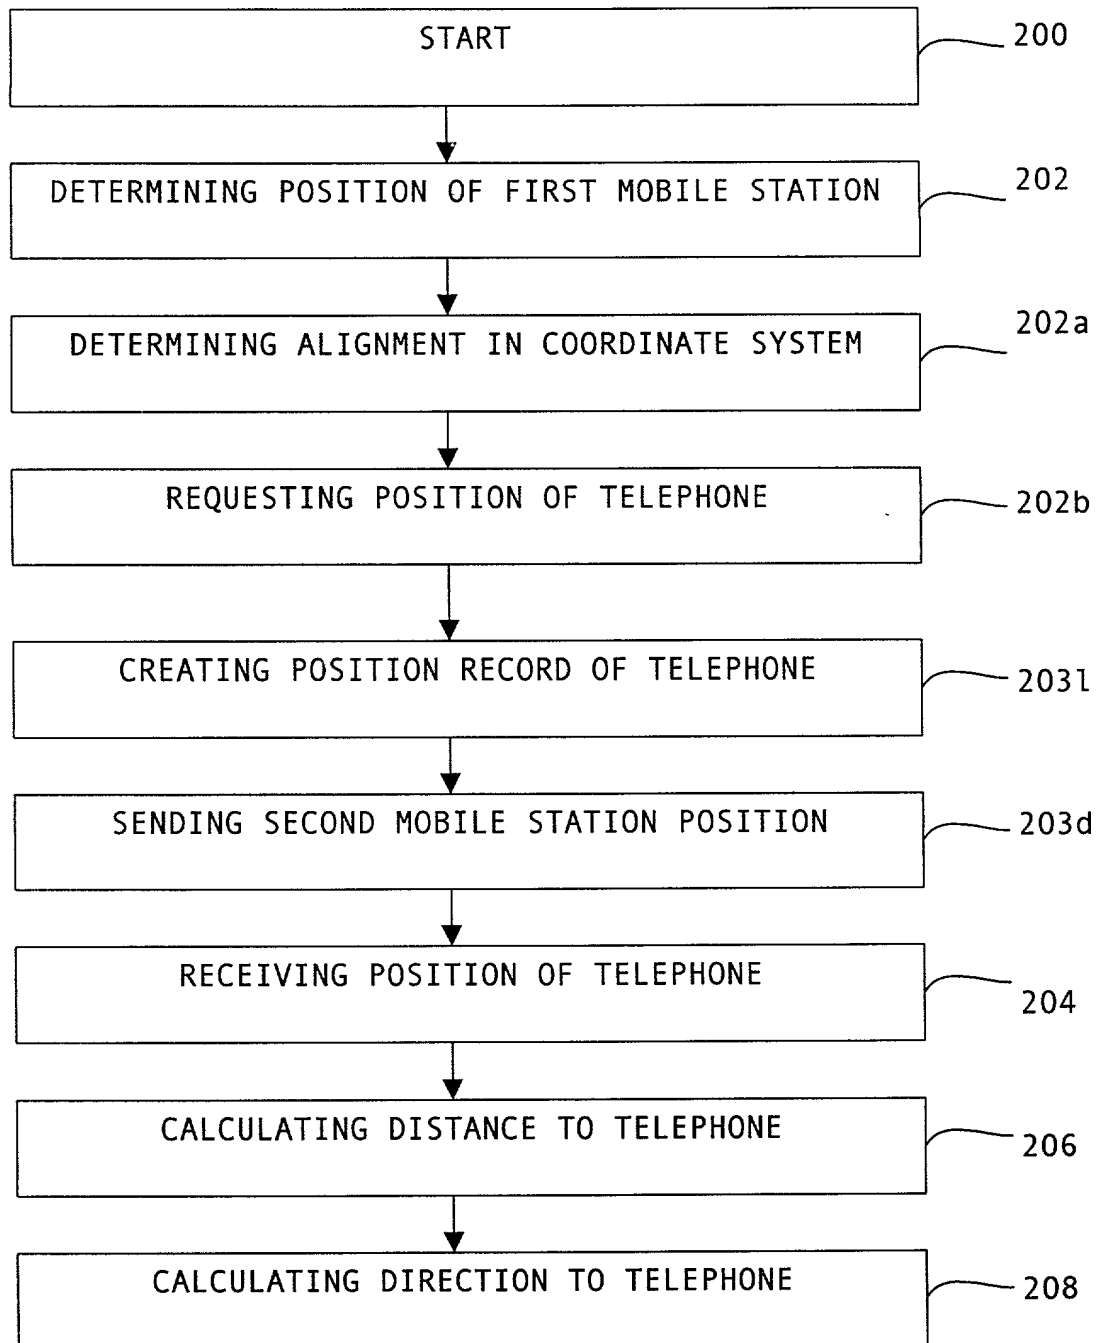 START
200
DETERMINING POSITION OF FIRST MOBILE STATION
202
DETERMINING ALIGNMENT IN COORDINATE SYSTEM
202a
REQUESTING POSITION OF TELEPHONE
202b
CREATING POSITION RECORD OF TELEPHONE
203l
SENDING SECOND MOBILE STATION POSITION
203d
RECEIVING POSITION OF TELEPHONE
204
CALCULATING DISTANCE TO TELEPHONE
206
CALCULATING DIRECTION TO TELEPHONE
208